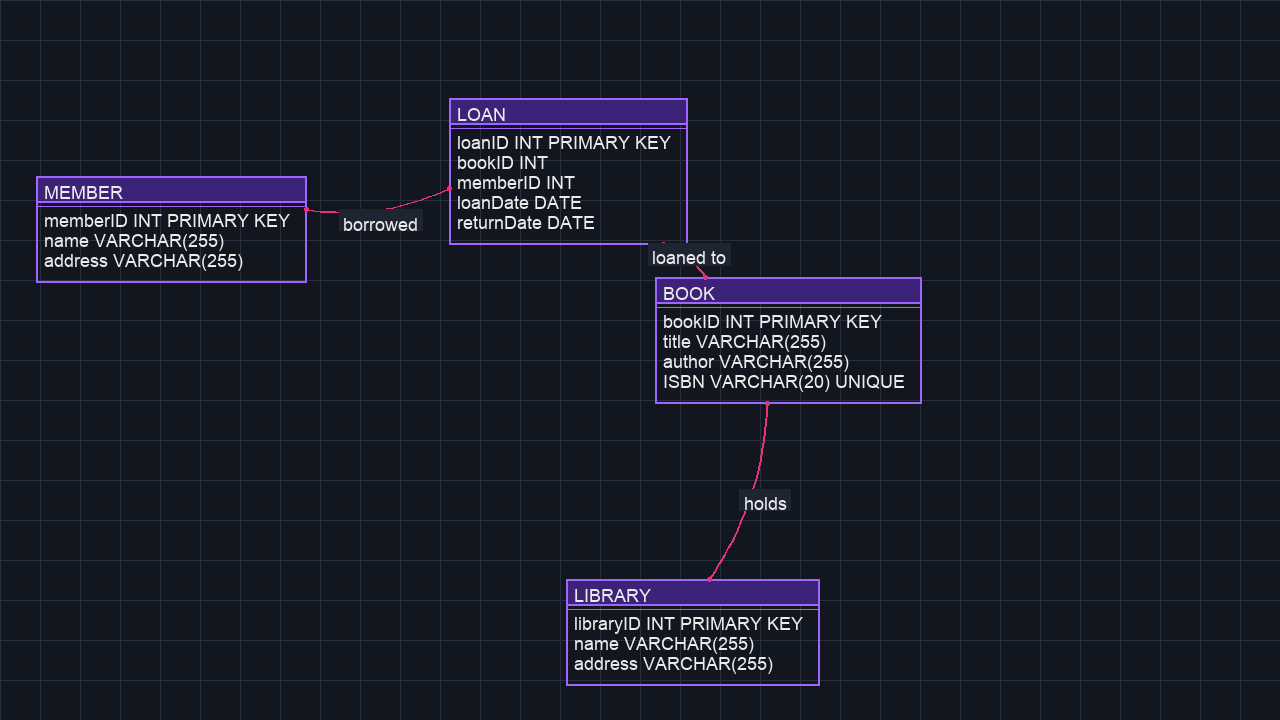 LOAN
loanID INT PRIMARY KEY
bookID INT
memberID INT
loanDate DATE
returnDate DATE
MEMBER
memberID INT PRIMARY KEY
name VARCHAR(255)
address VARCHAR(255)
borrowed
loaned to
BOOK
bookID INT PRIMARY KEY
title VARCHAR(255)
author VARCHAR(255)
ISBN VARCHAR(20) UNIQUE
holds
LIBRARY
libraryID INT PRIMARY KEY
name VARCHAR(255)
address VARCHAR(255)